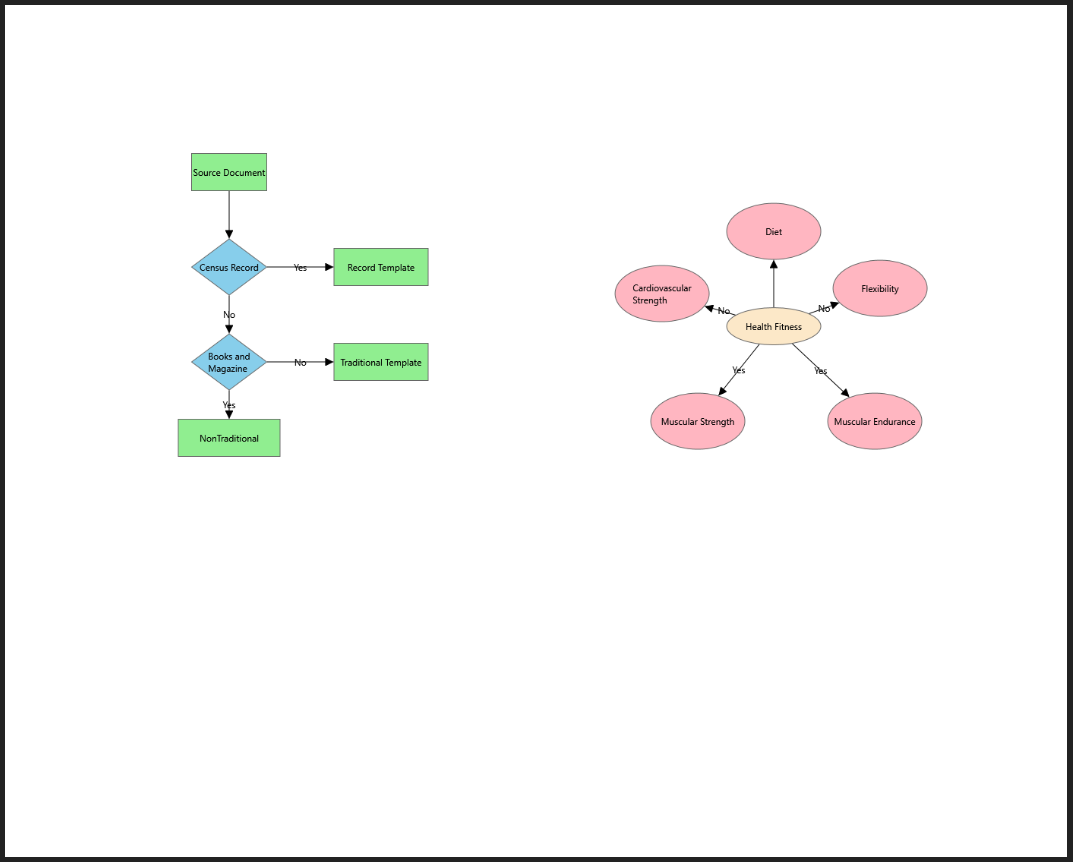 Source Document
Census Record
Yes
Record Template
No
Books and
Magazine
No
Traditional Template
Yes
NonTraditional
Diet
Cardiovascular
Strength
Flexibility
No
No
Health Fitness
Yes
Yes
Muscular Strength
Muscular Endurance